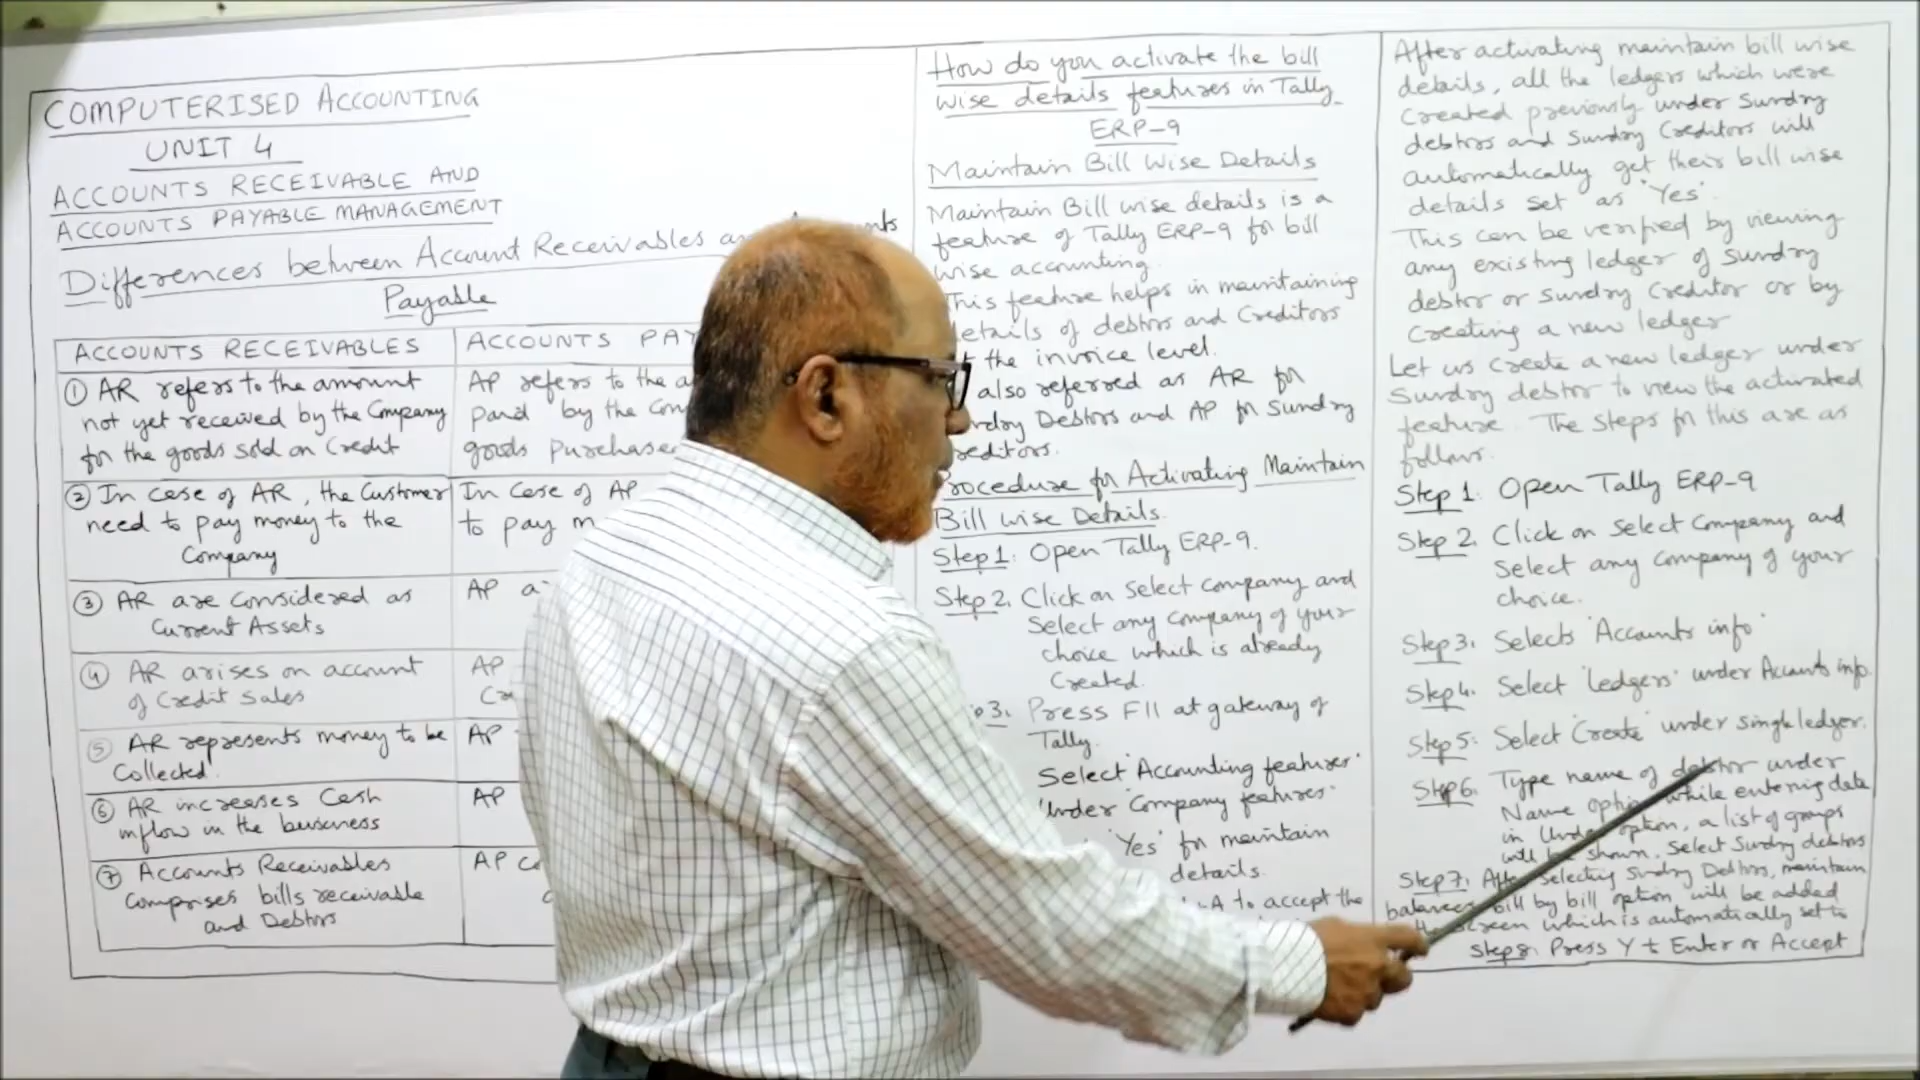 COMPUTERISED ACCOUNTING
UNIT 4
ACCOUNTS RECEIVABLE AND
ACCOUNTS PAYABLE MANAGEMENT
Differences between Account Receivables
Payable
ACCOUNTS RECEIVABLES
① AR refers to the amount
not yet received by the Company
for the goods sold on Credit
② In case of AR, the Customer
need to pay money to the
Company
③ AR are considered as
Current Assets
④ AR arises on account
of Credit Sales
⑤ AR represents money to be
Collected.
⑥ AR increases Cash
inflow in the business
⑦ Accounts Receivables
Comprises bills receivable
and Debtors
ACCOUNTS
AP refers to the
paid by the
goods
In case of AP
to pay
AP
AP
AP
AP
AP
How do you activate the bill
wise details features in Tally
ERP-9
Maintain Bill Wise Details
Maintain Bill wise details is a
feature of Tally ERP-9 for bill
wise accounting.
This feature helps in maintaining
details of debtors and Creditors
the invoice level.
also referred as AR for
Debtors and AP for Sundry
Procedure for Activating Maintain
Bill wise Details.
Step 1: Open Tally ERP-9.
Step 2. Click on Select Company and
Select any company of your
choice which is already
Created.
3. Press F11 at gateway of
Tally.
Select 'Accounting features'
'Under 'Company features'
'Yes' for maintain
details.
A to accept the
After activating maintain bill wise
details, all the ledgers which were
Created previously under Sundry
debtors and Sundry Creditors will
automatically get their bill wise
details set as 'Yes'.
This can be verified by viewing
any existing ledger of Sundry
debtor or Sundry Creditor or by
Creating a new ledger
Let us create a new ledger under
Sundry debtor to view the activated
feature. The Steps for this are as
follows.
Step 1. Open Tally ERP-9
Step 2. Click on Select Company and
Select any Company of your
choice.
Step 3: Selects 'Accounts info'
Step 4. Select 'Ledgers' under Accounts info.
Step 5: Select 'Create' under single ledger.
Step 6. Type name of debtor under
Name option while entering data
in Under option, a list of groups
will be shown. Select Sundry debtors
Step 7. After Selecting Sundry Debtors, maintain
balances bill by bill option will be added
screen which is automatically set to
Step 8: Press Y to Enter or Accept